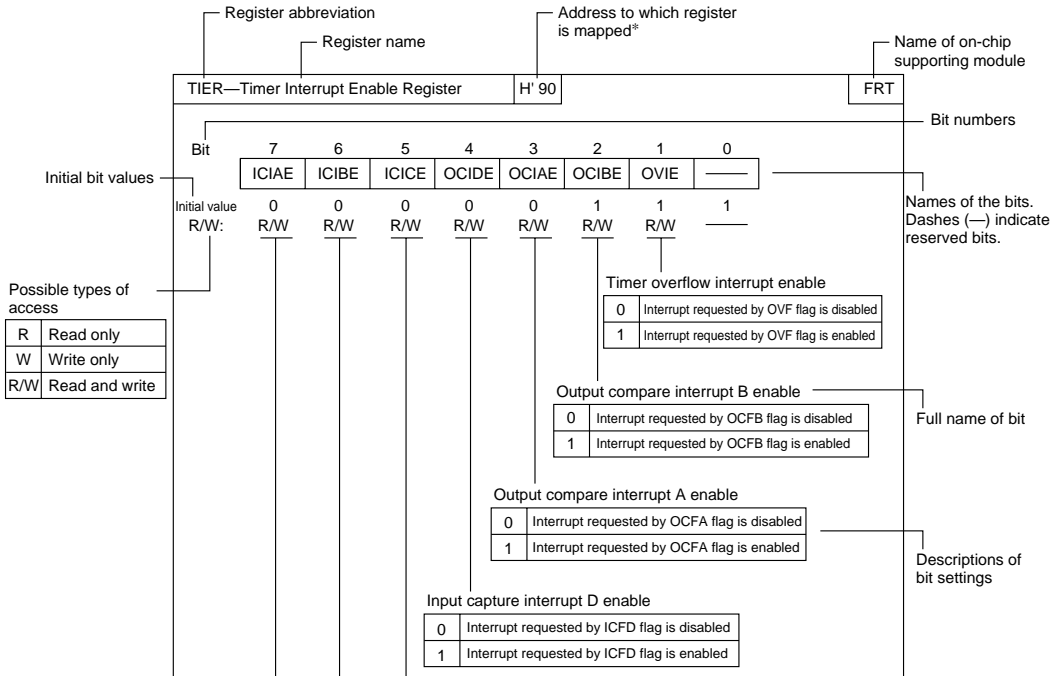 Register abbreviation
Register name
Address to which register
is mapped*
Name of on-chip
supporting module
TIER—Timer Interrupt Enable Register H' 90 FRT
Bit numbers
Bit 7 6 5 4 3 2 1 0
ICIAE ICIBE ICICE OCIDE OCIAE OCIBE OVIE —
Initial bit values
Initial value 0 0 0 0 0 1 1 1
R/W: R/W R/W R/W R/W R/W R/W R/W —
Names of the bits.
Dashes (—) indicate
reserved bits.
Possible types of
access
R Read only
W Write only
R/W Read and write
Timer overflow interrupt enable
0 Interrupt requested by OVF flag is disabled
1 Interrupt requested by OVF flag is enabled
Output compare interrupt B enable
0 Interrupt requested by OCFB flag is disabled
1 Interrupt requested by OCFB flag is enabled
Full name of bit
Output compare interrupt A enable
0 Interrupt requested by OCFA flag is disabled
1 Interrupt requested by OCFA flag is enabled
Descriptions of
bit settings
Input capture interrupt D enable
0 Interrupt requested by ICFD flag is disabled
1 Interrupt requested by ICFD flag is enabled